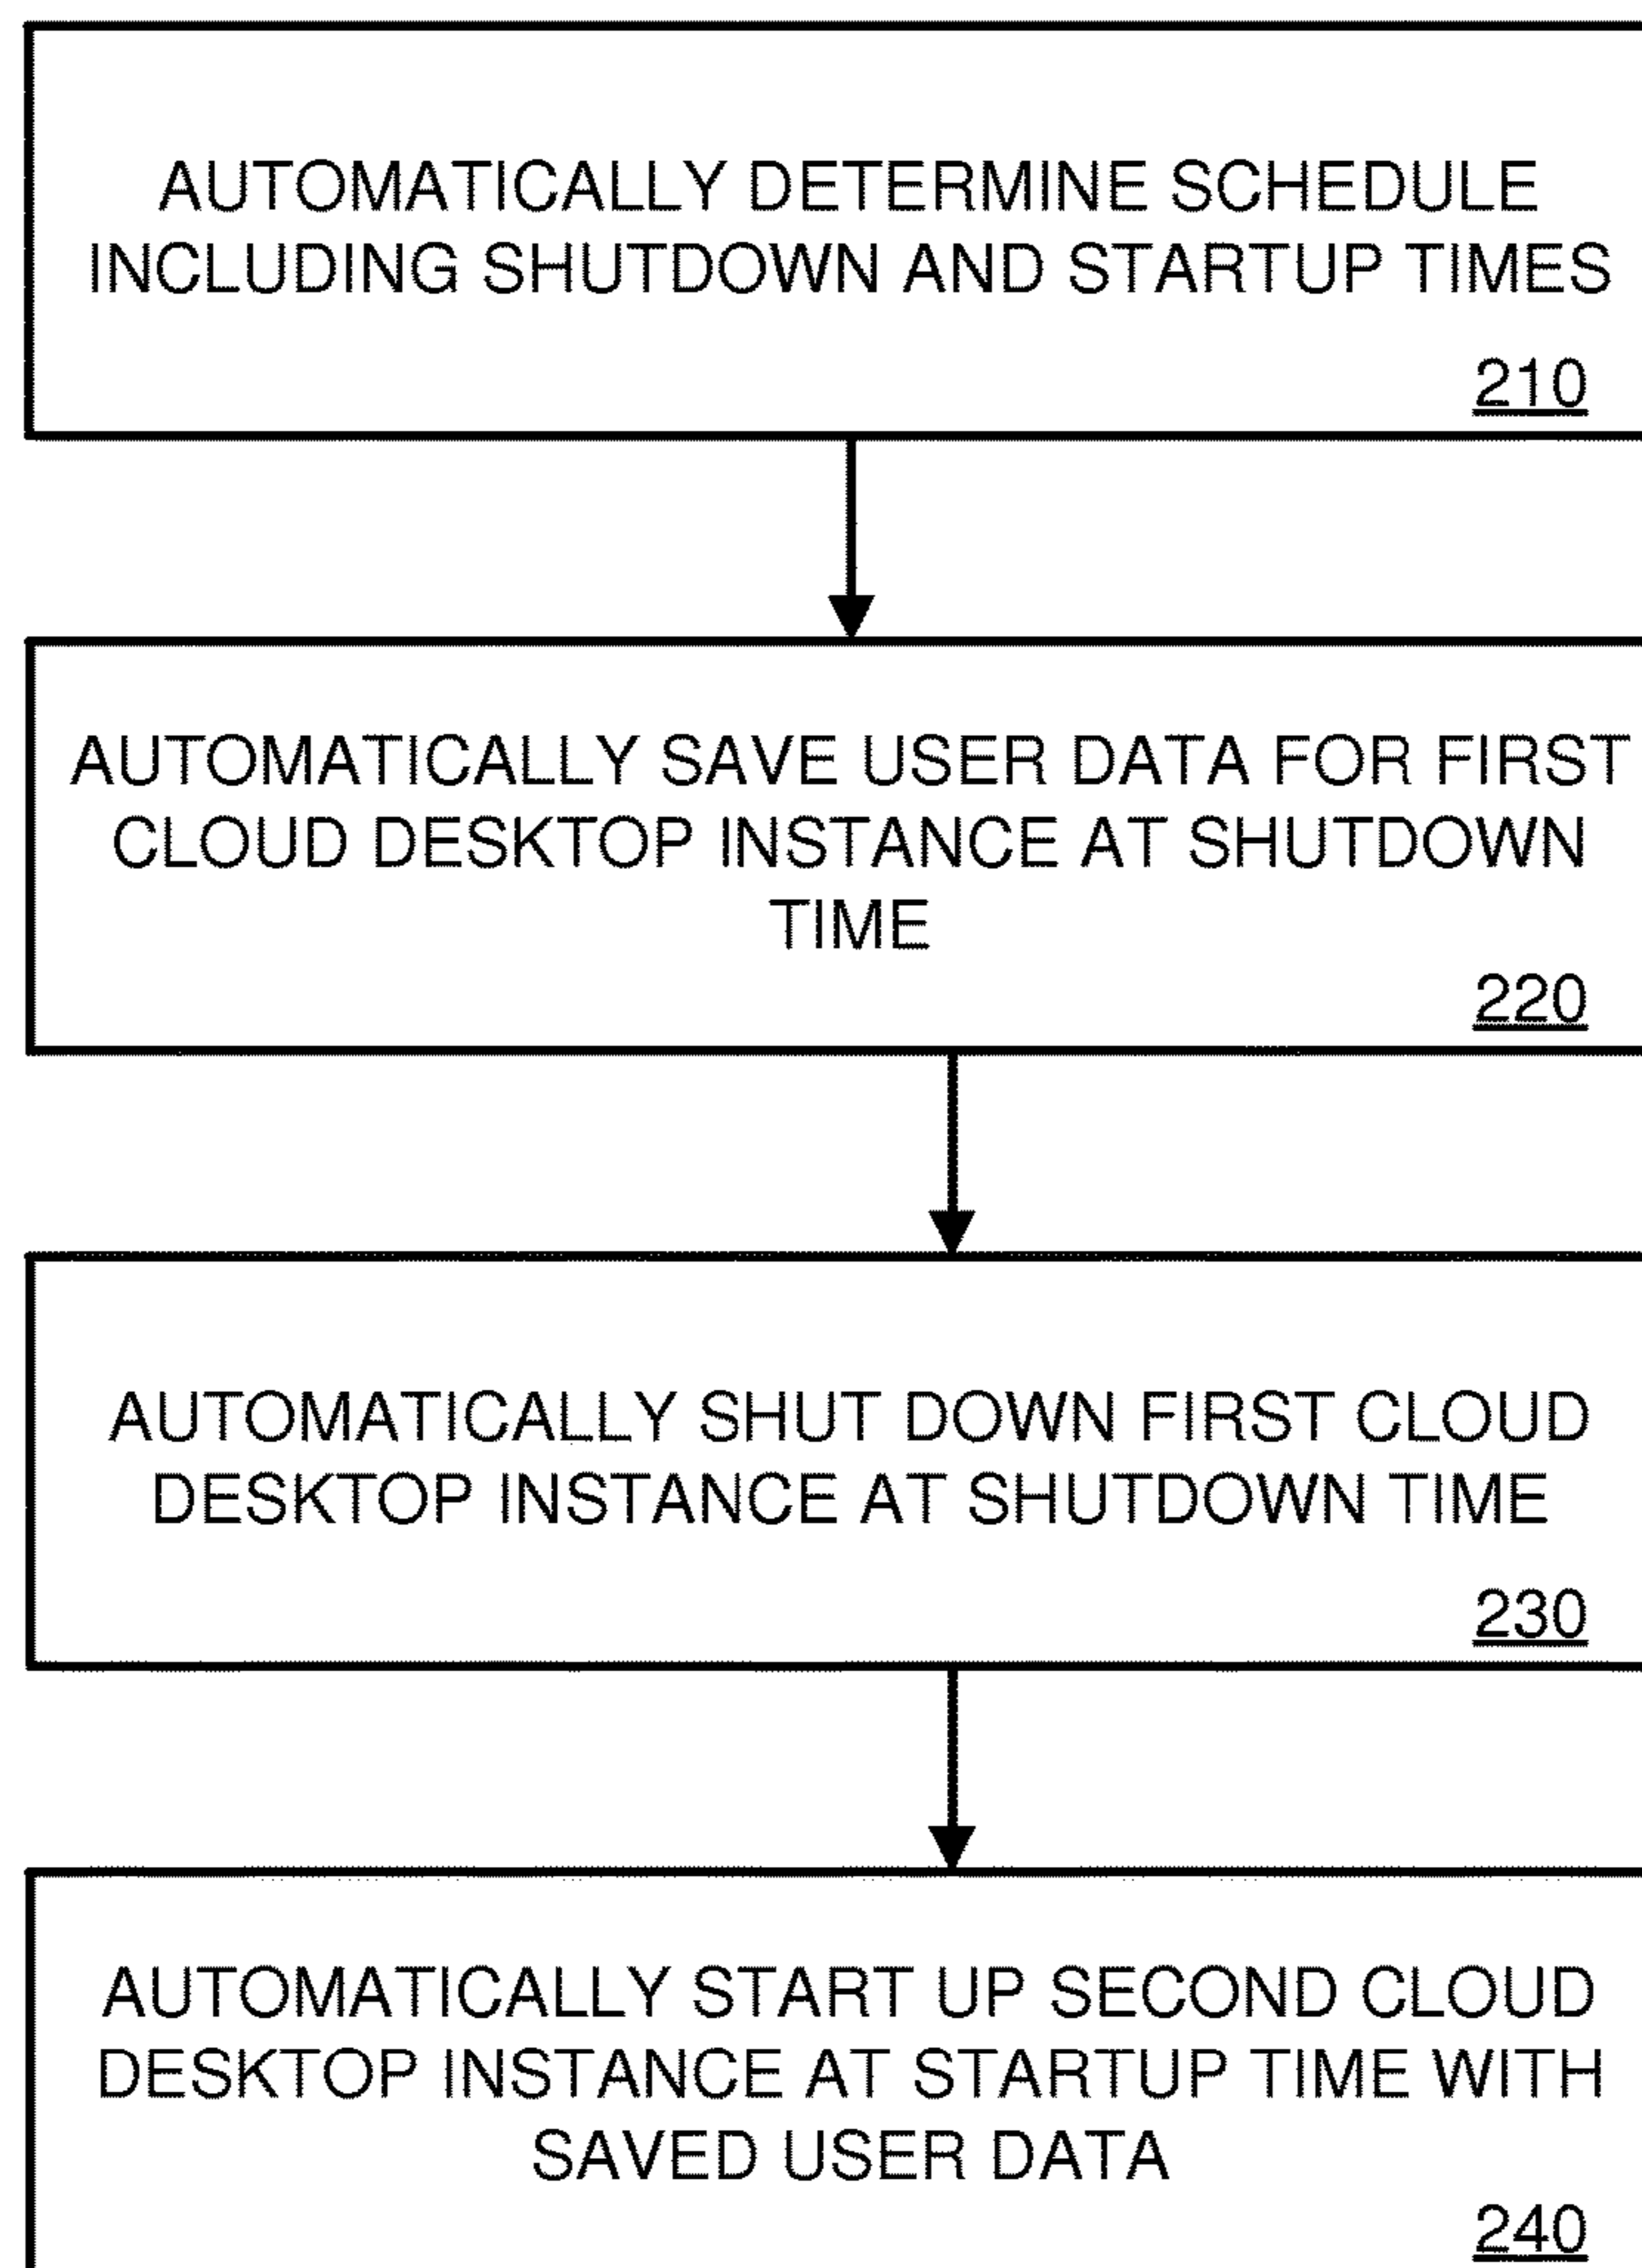 AUTOMATICALLY DETERMINE SCHEDULE
INCLUDING SHUTDOWN AND STARTUP TIMES
210
AUTOMATICALLY SAVE USER DATA FOR FIRST
CLOUD DESKTOP INSTANCE AT SHUTDOWN
TIME
220
AUTOMATICALLY SHUT DOWN FIRST CLOUD
DESKTOP INSTANCE AT SHUTDOWN TIME
230
AUTOMATICALLY START UP SECOND CLOUD
DESKTOP INSTANCE AT STARTUP TIME WITH
SAVED USER DATA
240